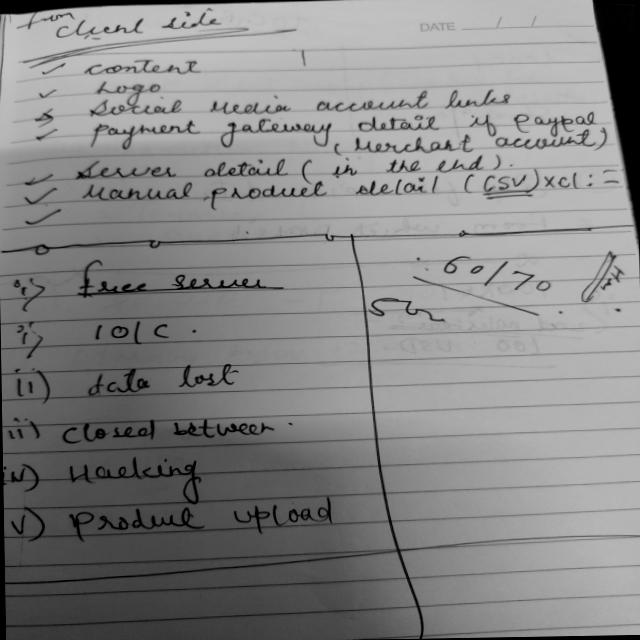 from
client side
DATE / /
✓ content
✓ Logo
Social Media account links
✓ payment gateway detail if paypal
(Merchant account)
✓ Server detail (in the end).
✓ Manual product detail (CSV) xcl :=
✓
i) free server
60/70
i) 10/C.
ii) data lost
ii) closed between.
iv) Hacking
v) product upload